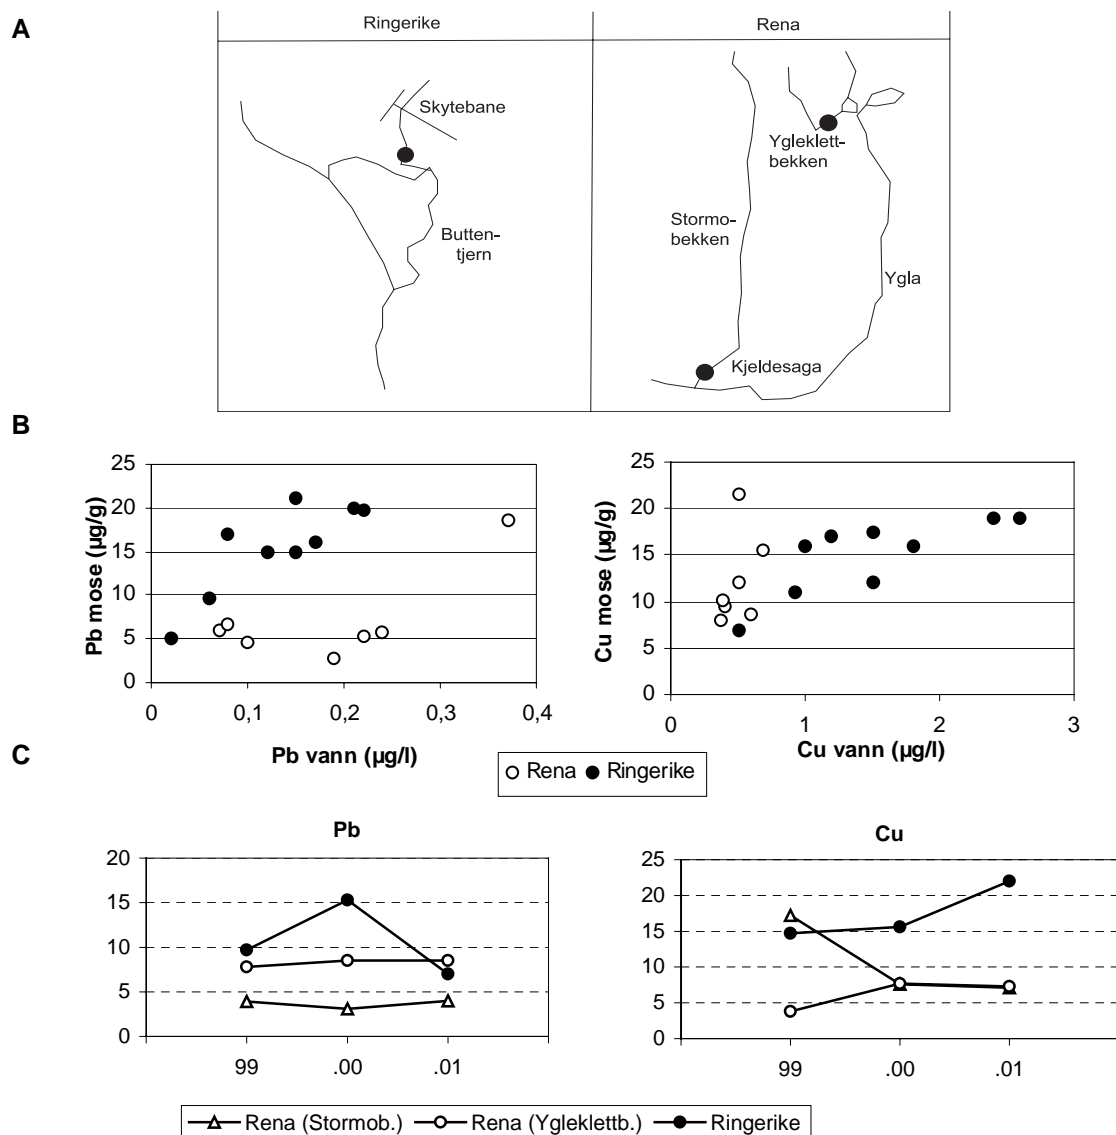 A
Ringerike
Rena
Skytebane
Butten-
tjern
Ygleklett-
bekken
Stormo-
bekken
Ygla
Kjeldesaga
B
Pb mose (µg/g)
25
20
15
10
5
0
0
0,1
0,2
0,3
0,4
Pb vann (µg/l)
Cu mose (µg/g)
25
20
15
10
5
0
0
1
2
3
Cu vann (µg/l)
Rena Ringerike
C
Pb
20
15
10
5
0
99
.00
.01
Cu
25
20
15
10
5
0
99
.00
.01
Rena (Stormob.) Rena (Ygleklettb.) Ringerike